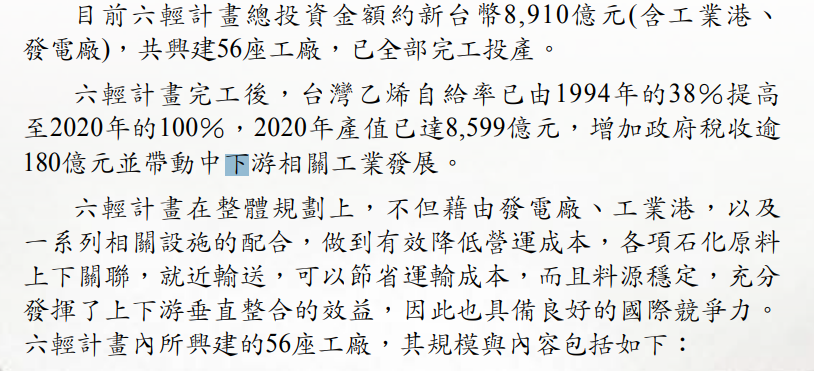 目前六輕計畫總投資金額約新台幣8,910億元(含工業港、
發電廠)，共興建56座工廠，已全部完工投產。
六輕計畫完工後，台灣乙烯自給率已由1994年的38%提高
至2020年的100%，2020年產值已達8,599億元，增加政府稅收逾
180億元並帶動中下游相關工業發展。
六輕計畫在整體規劃上，不但藉由發電廠、工業港，以及
一系列相關設施的配合，做到有效降低營運成本，各項石化原料
上下關聯，就近輸送，可以節省運輸成本，而且料源穩定，充分
發揮了上下游垂直整合的效益，因此也具備良好的國際競爭力。
六輕計畫內所興建的56座工廠，其規模與內容包括如下：